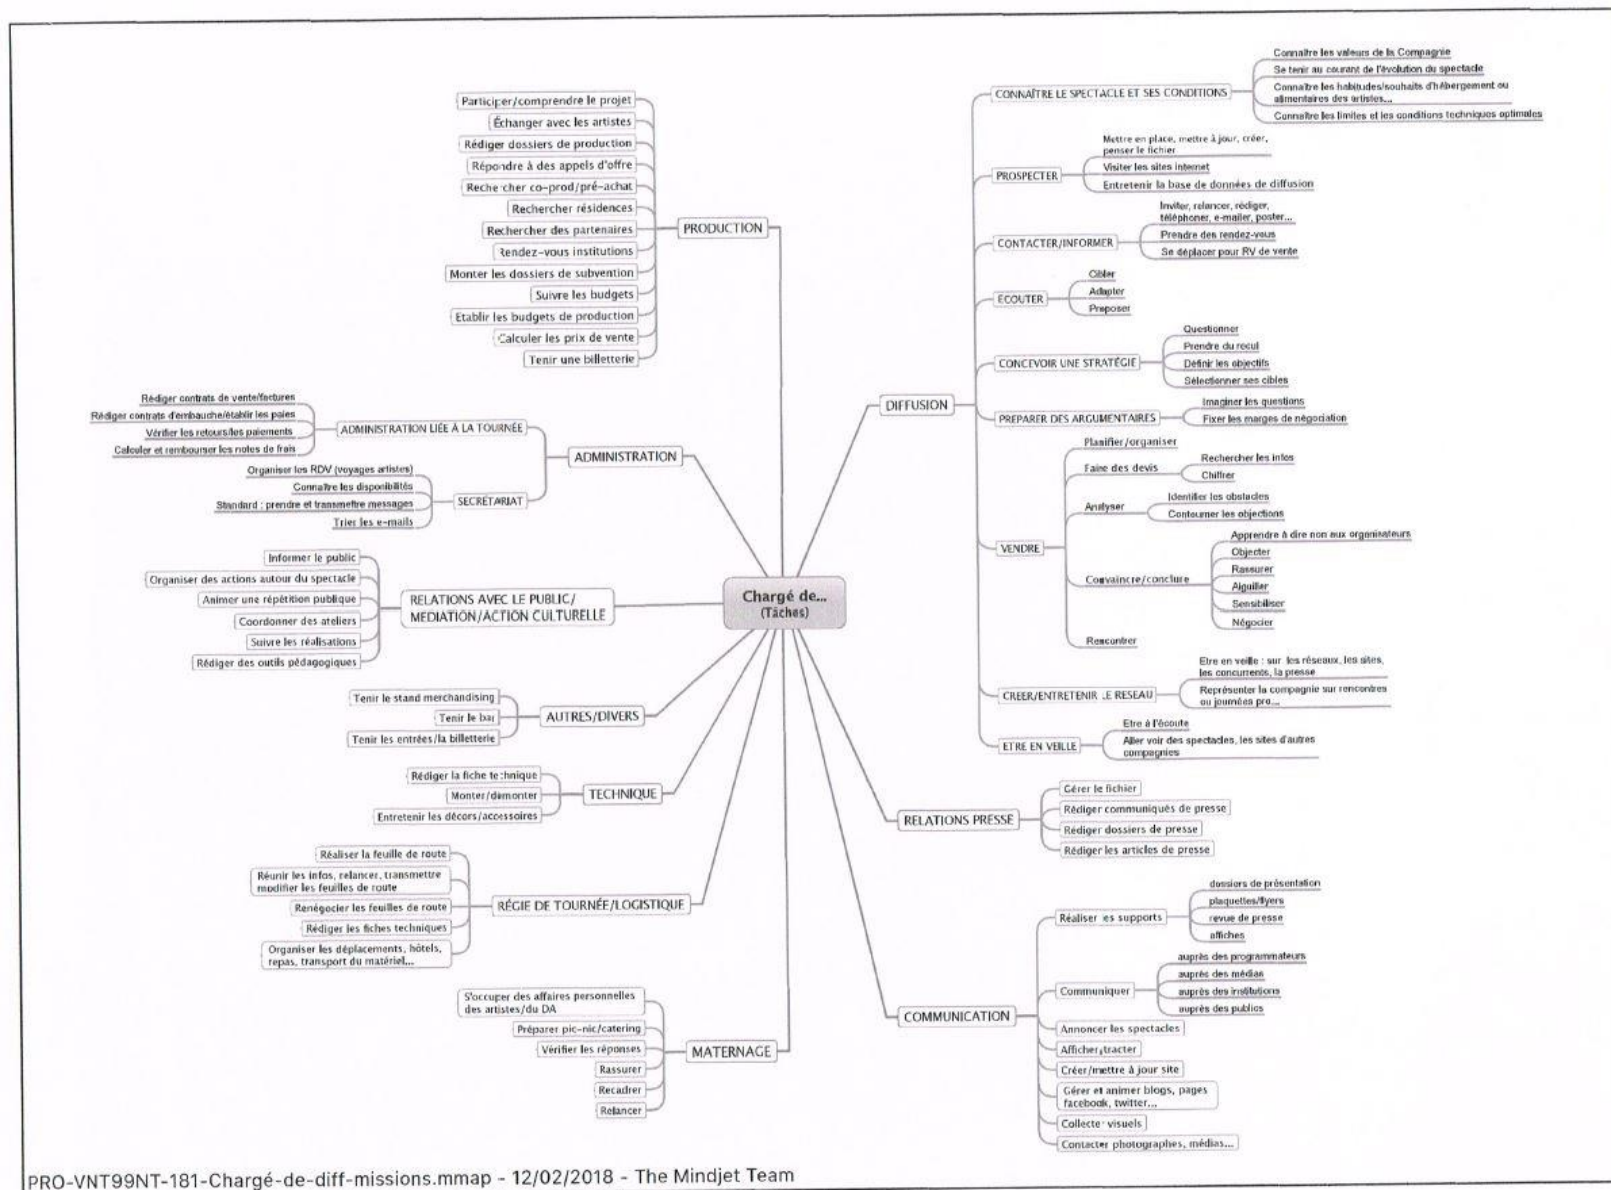 Participer/comprendre le projet
Échanger avec les artistes
Rédiger dossiers de production
Répondre à des appels d'offre
Reche cher co-prod/pré-achat
Rechercher résidences
Rechercher des partenaires
Rendez-vous institutions
Monter les dossiers de subvention
Suivre les budgets
Etablir les budgets de production
Calculer les prix de vente
Tenir une billetterie
PRODUCTION
Rédiger contrats de vente/factures
Rédiger contrats d'embauche/établir les paies
Vérifier les retours/les paiements
Calculer et rembourser les notes de frais
ADMINISTRATION LIÉE À LA TOURNÉE
Organiser les RDV (voyages artistes)
Connaître les disponibilités
Standard : prendre et transmettre messages
Trier les e-mails
SECRÉTARIAT
ADMINISTRATION
Informer le public
Organiser des actions autour du spectacle
Animer une répétition publique
Coordonner des ateliers
Suivre les réalisations
Rédiger des outils pédagogiques
RELATIONS AVEC LE PUBLIC/
MEDIATION/ACTION CULTURELLE
Tenir le stand merchandising
Tenir le bar
Tenir les entrées/la billetterie
AUTRES/DIVERS
Rédiger la fiche technique
Monter/démonter
Entretenir les décors/accessoires
TECHNIQUE
Réaliser la feuille de route
Réunir les infos, relancer, transmettre
modifier les feuilles de route
Renégocier les feuilles de route
Rédiger les fiches techniques
Organiser les déplacements, hôtels,
repas, transport du matériel...
RÉGIE DE TOURNÉE/LOGISTIQUE
S'occuper des affaires personnelles
des artistes/du DA
Préparer pic-nic/catering
Vérifier les réponses
Rassurer
Recadrer
Relancer
MATERNAGE
Chargé de...
(Tâches)
DIFFUSION
CONNAÎTRE LE SPECTACLE ET SES CONDITIONS
Connaître les valeurs de la Compagnie
Se tenir au courant de l'évolution du spectacle
Connaître les habitudes/souhaits d'hébergement ou
alimentaires des artistes...
Connaître les limites et les conditions techniques optimales
PROSPECTER
Mettre en place, mettre à jour, créer,
penser le fichier
Visiter les sites internet
Entretenir la base de données de diffusion
CONTACTER/INFORMER
Inviter, relancer, rédiger,
téléphoner, e-mailer, poster...
Prendre des rendez-vous
Se déplacer pour RV de vente
ECOUTER
Cibler
Adapter
Proposer
CONCEVOIR UNE STRATÉGIE
Questionner
Prendre du recul
Définir les objectifs
Sélectionner ses cibles
PREPARER DES ARGUMENTAIRES
Imaginer les questions
Fixer les marges de négociation
VENDRE
Planifier/organiser
Faire des devis
Rechercher les infos
Chiffrer
Analyser
Identifier les obstacles
Contourner les objections
Convaincre/conclure
Apprendre à dire non aux organisateurs
Objecter
Rassurer
Aiguiller
Sensibiliser
Négocier
Rencontrer
CREER/ENTRETENIR LE RESEAU
Etre en veille : sur les réseaux, les sites,
les concurrents, la presse
Représenter la compagnie sur rencontres
ou journées pro...
ETRE EN VEILLE
Etre à l'écoute
Aller voir des spectacles, les sites d'autres
compagnies
RELATIONS PRESSE
Gérer le fichier
Rédiger communiqués de presse
Rédiger dossiers de presse
Rédiger les articles de presse
COMMUNICATION
Réaliser les supports
dossiers de présentation
plaquettes/flyers
revue de presse
affiches
Communiquer
auprès des programmateurs
auprès des médias
auprès des institutions
auprès des publics
Annoncer les spectacles
Afficher,tracter
Créer/mettre à jour site
Gérer et animer blogs, pages
facebook, twitter...
Collecte visuels
Contacter photographes, médias...
PRO-VNT99NT-181-Chargé-de-diff-missions.mmap - 12/02/2018 - The Mindjet Team